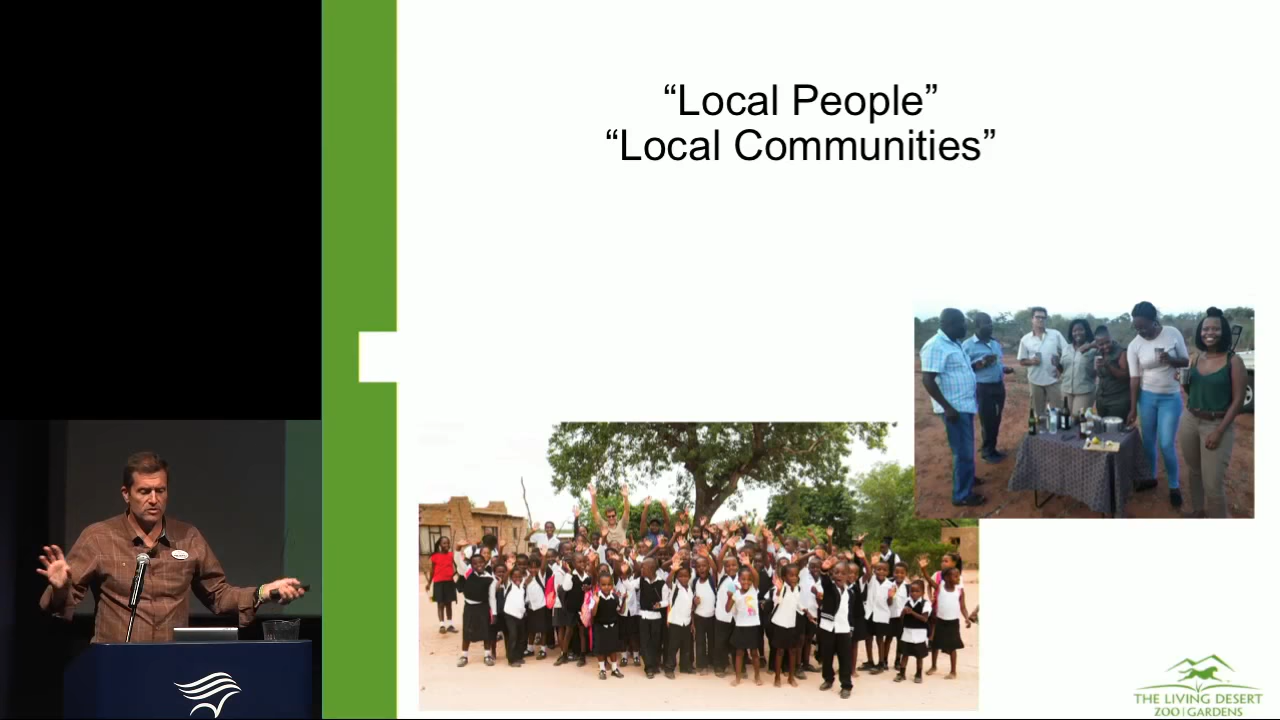 “Local People”
“Local Communities”
THE LIVING DESERT
ZOO | GARDENS